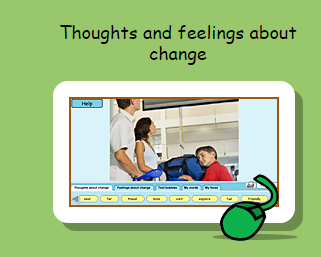 Thoughts and feelings about
change
Help
Thoughts about change Feelings about change Text bubbles My words My faces
near far travel miss visit explore fun friendly